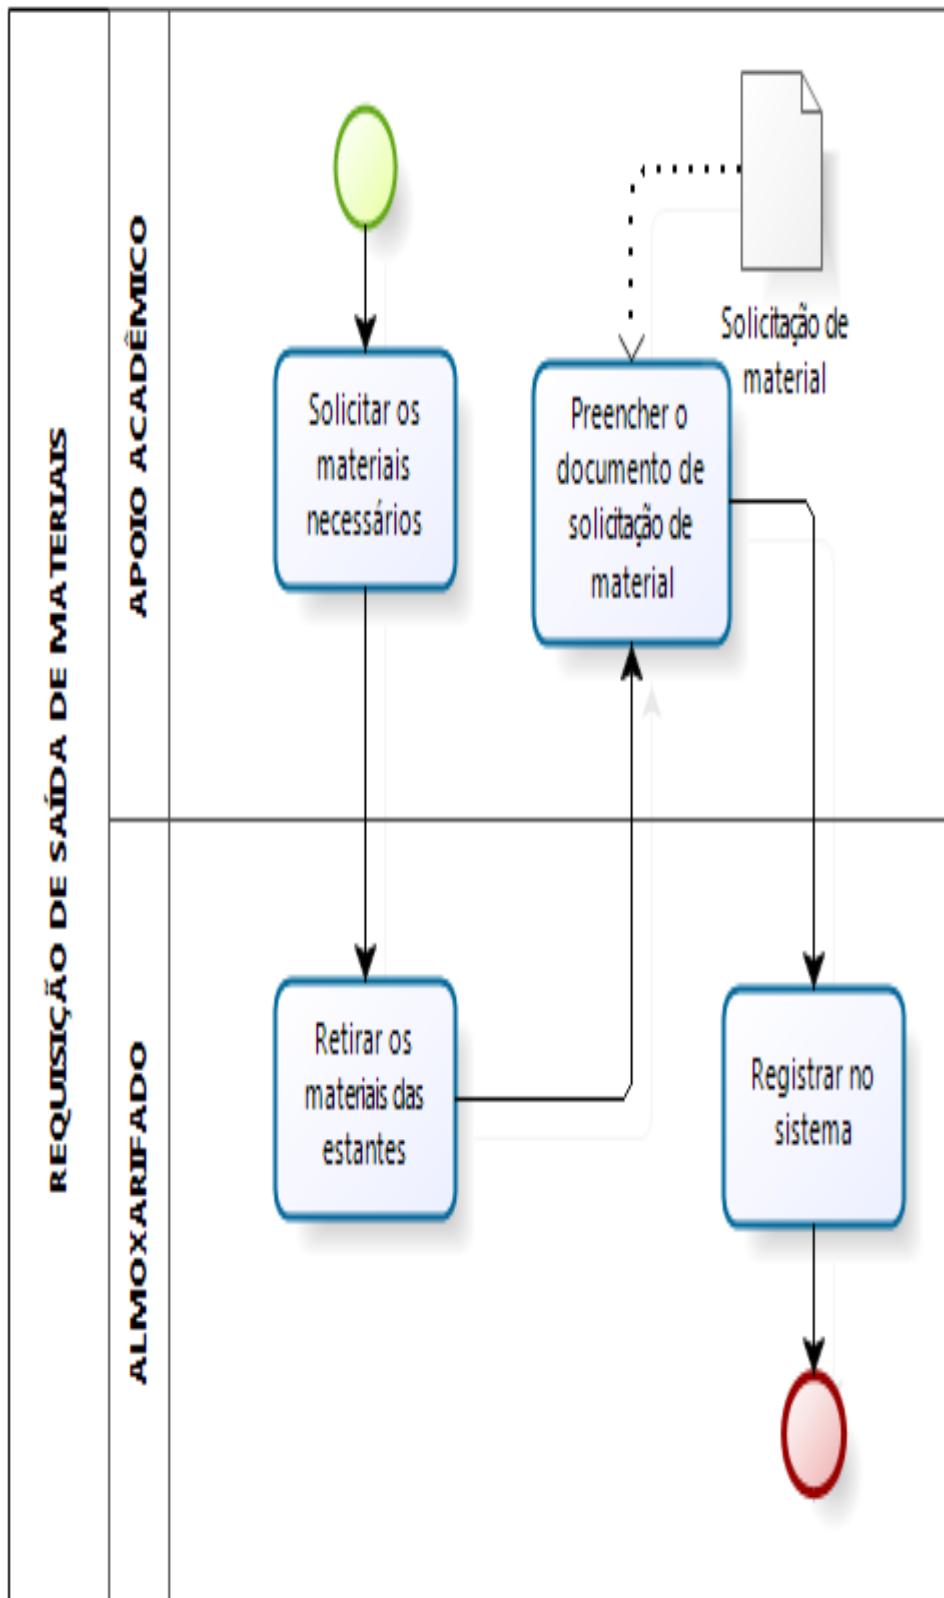 REQUISIÇÃO DE SAÍDA DE MATERIAIS
APOIO ACADÊMICO
Solicitar os
materiais
necessários
Preencher o
documento de
solicitação de
material
Solicitação de
material
ALMOXARIFADO
Retirar os
materiais das
estantes
Registrar no
sistema